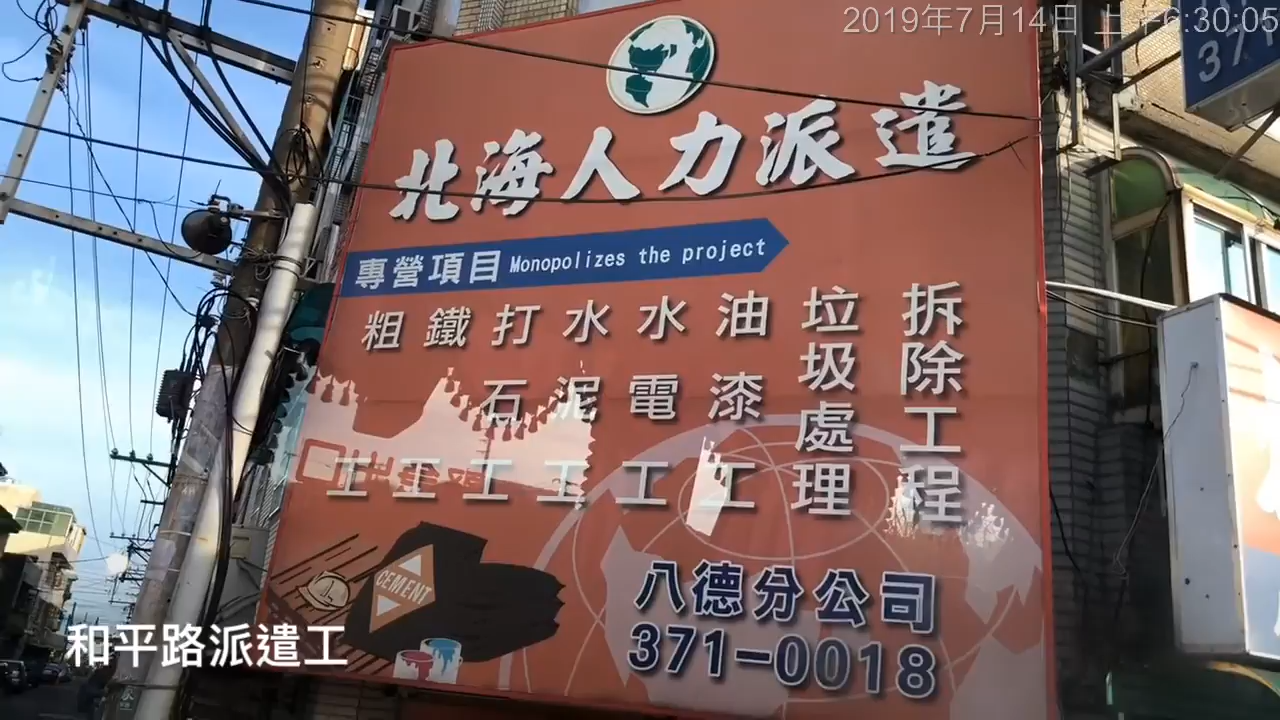 2019年7月14日 上午6:30:05
371
北海人力派遣
專營項目 Monopolizes the project
粗工
鐵工
打石工
水泥工
水電工
油漆工
垃圾處理
拆除工程
CEMENT
八德分公司
371-0018
和平路派遣工